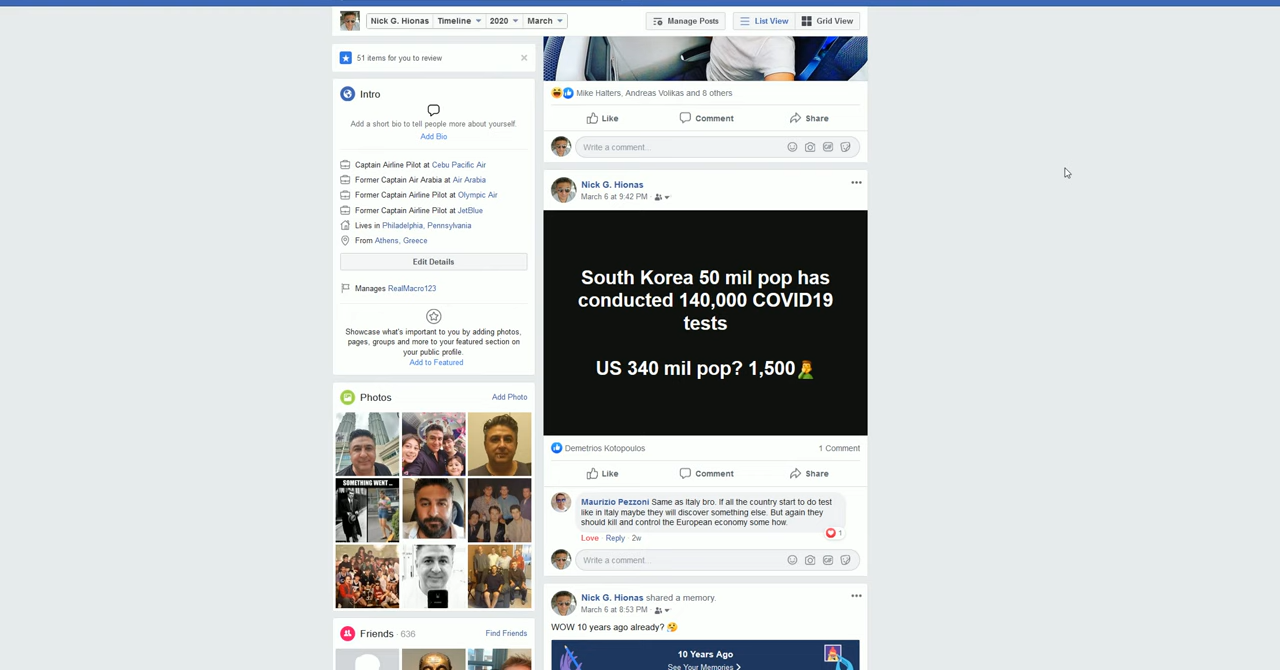 Nick G. Hionas Timeline 2020 March Manage Posts List View Grid View
51 items for you to review
Intro
Add a short bio to tell people more about yourself.
Add Bio
Captain Airline Pilot at Cebu Pacific Air
Former Captain Air Arabia at Air Arabia
Former Captain Airline Pilot at Olympic Air
Former Captain Airline Pilot at JetBlue
Lives in Philadelphia, Pennsylvania
From Athens, Greece
Edit Details
Manages RealMacro123
Showcase what's important to you by adding photos,
pages, groups and more to your featured section on
your public profile.
Add to Featured
Photos Add Photo
SOMETHING WENT ...
Friends · 636 Find Friends
Mike Halters, Andreas Volikas and 8 others
Like Comment Share
Write a comment...
Nick G. Hionas
March 6 at 9:42 PM ·
South Korea 50 mil pop has
conducted 140,000 COVID19
tests
US 340 mil pop? 1,500🤦
Demetrios Kotopoulos 1 Comment
Like Comment Share
Maurizio Pezzoni Same as Italy bro. If all the country start to do test
like in Italy maybe they will discover something else. But again they
should kill and control the European economy some how.
1
Love · Reply · 2w
Write a comment...
Nick G. Hionas shared a memory.
March 6 at 8:53 PM ·
WOW 10 years ago already? 🤔
10 Years Ago
See Your Memories